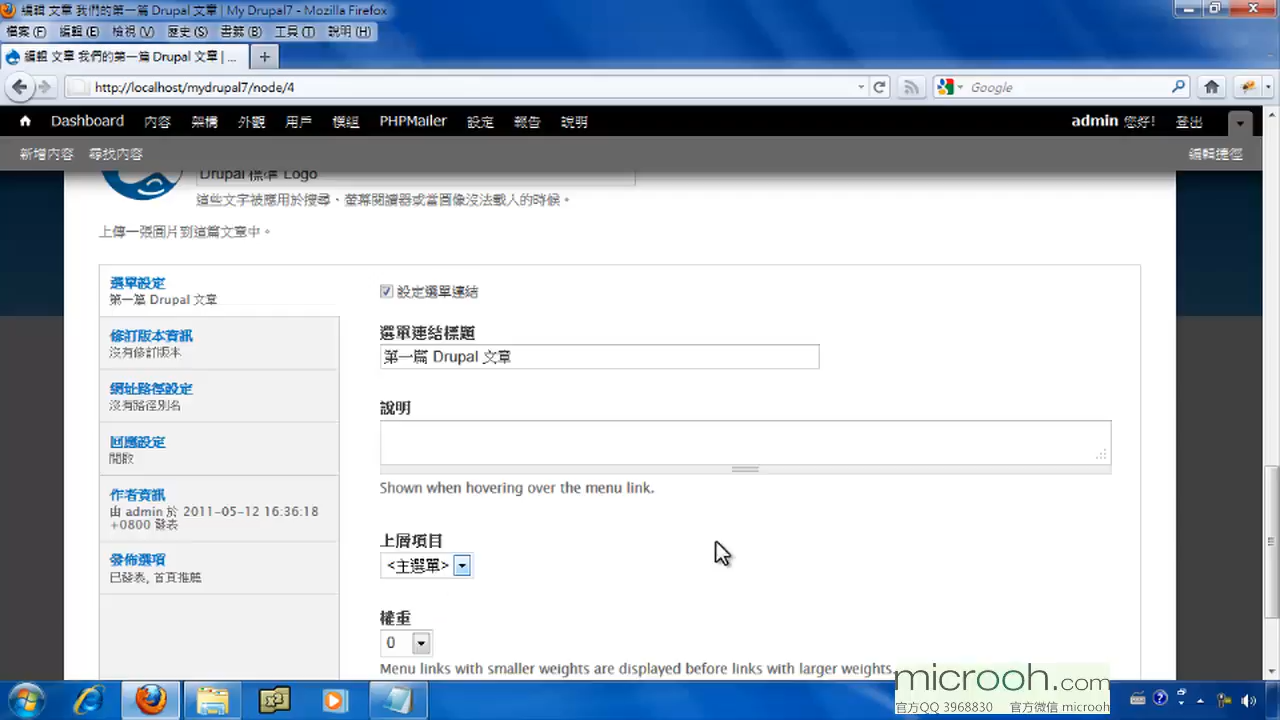 編輯 文章 我們的第一篇 Drupal 文章 | My Drupal7 - Mozilla Firefox
檔案(F) 編輯(E) 檢視(V) 歷史(S) 書籤(B) 工具(T) 說明(H)
編輯 文章 我們的第一篇 Drupal 文章 | ...
http://localhost/mydrupal7/node/4
Google
Dashboard 內容 架構 外觀 用戶 模組 PHPMailer 設定 報告 說明 admin 您好! 登出
新增內容 尋找內容 編輯捷徑
Drupal 標準 Logo
這些文字被應用於搜尋、螢幕閱讀器或當圖像沒法載入的時候。
上傳一張圖片到這篇文章中。
選單設定
第一篇 Drupal 文章
修訂版本資訊
沒有修訂版本
網址路徑設定
沒有路徑別名
回應設定
開啟
作者資訊
由 admin 於 2011-05-12 16:36:18
+0800 發表
發佈選項
已發表, 首頁推薦
設定選單連結
選單連結標題
第一篇 Drupal 文章
說明
Shown when hovering over the menu link.
上層項目
<主選單>
權重
0
Menu links with smaller weights are displayed before links with larger weights.
microoh.com
官方QQ 3968830 官方微信 microoh